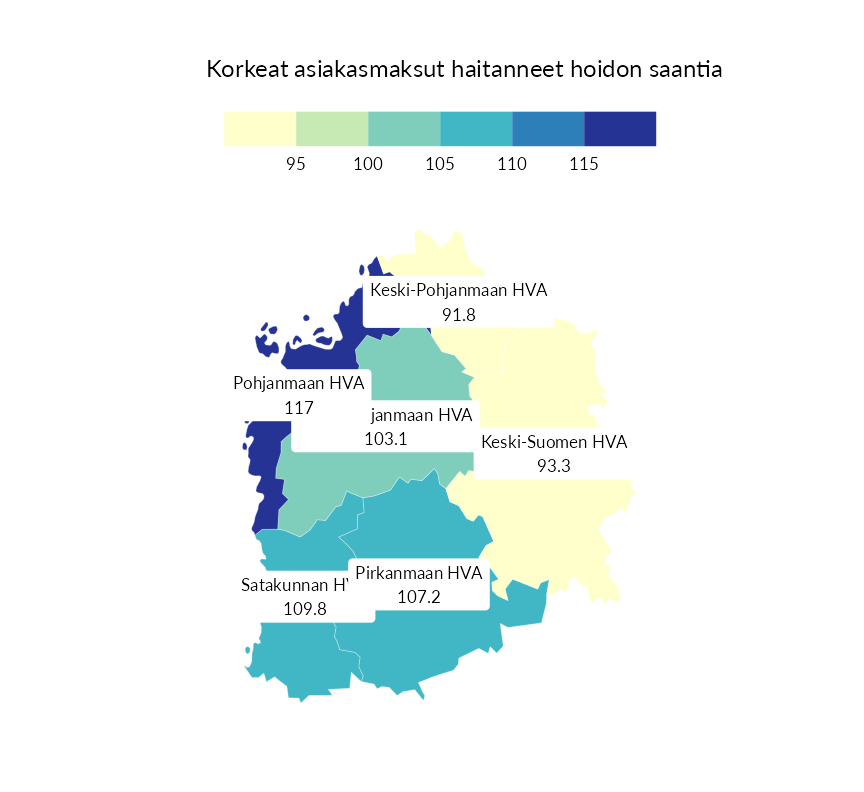 Korkeat asiakasmaksut haitanneet hoidon saantia
95 100 105 110 115
Keski-Pohjanmaan HVA
91.8
Pohjanmaan HVA
117
janmaan HVA
103.1
Keski-Suomen HVA
93.3
Pirkanmaan HVA
107.2
Satakunnan H
109.8